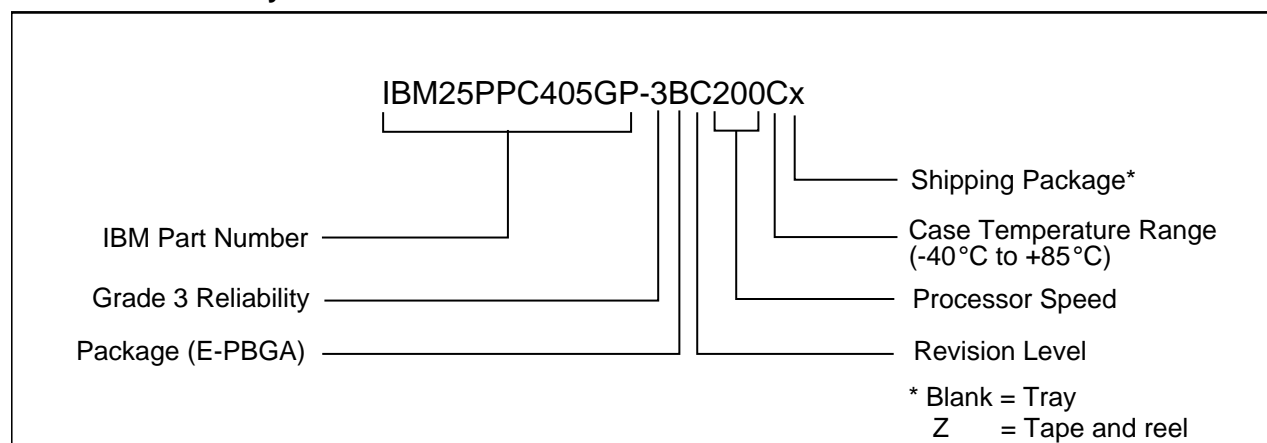 IBM25PPC405GP-3BC200Cx
Shipping Package*
IBM Part Number
Case Temperature Range
(-40°C to +85°C)
Grade 3 Reliability
Processor Speed
Package (E-PBGA)
Revision Level
* Blank = Tray
Z = Tape and reel